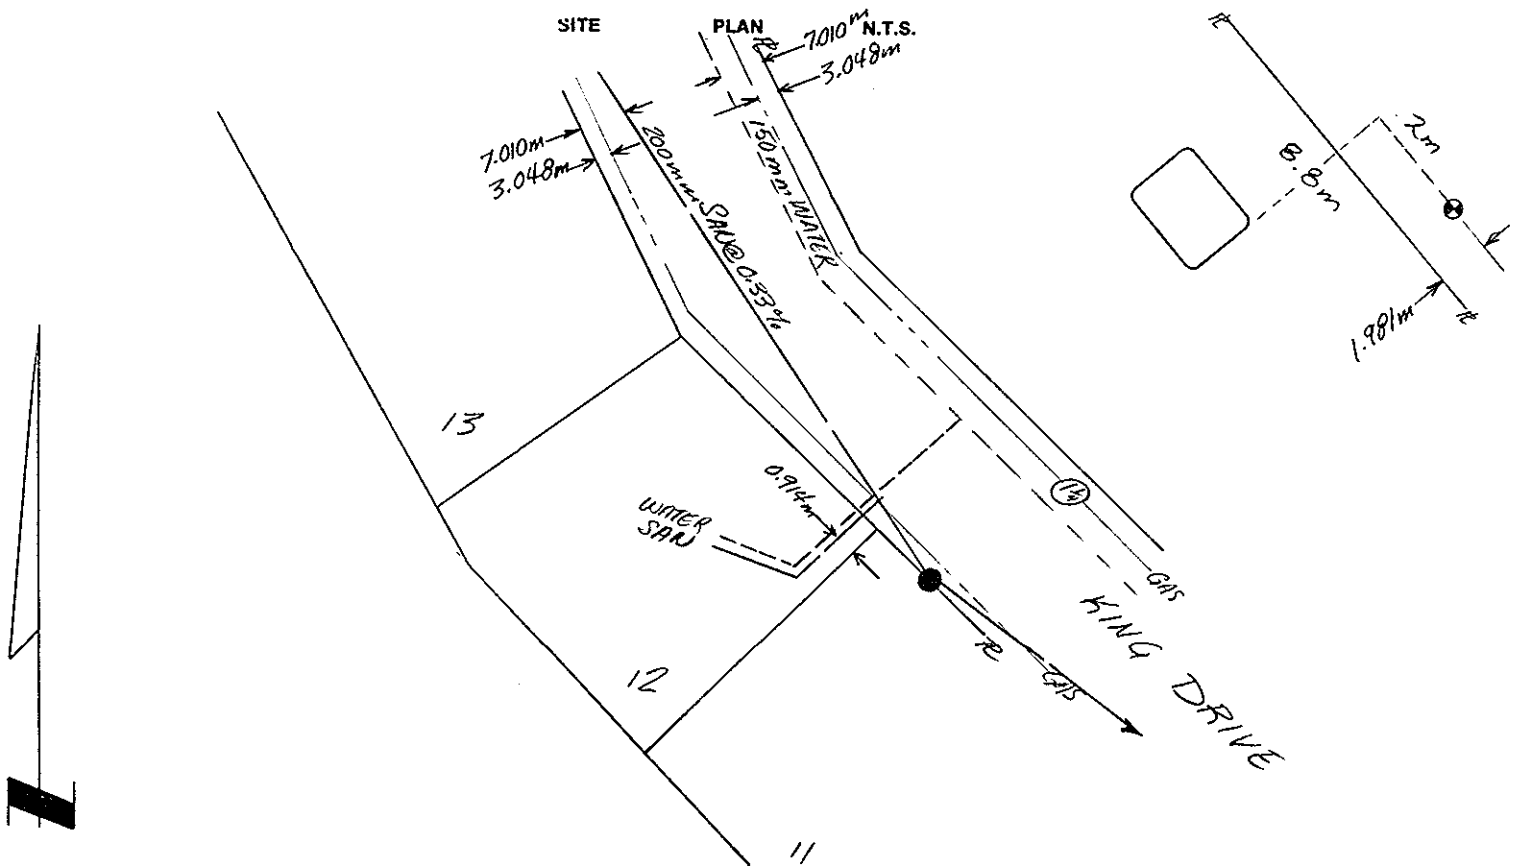 SITE PLAN N.T.S.
7.010m
3.048m
7.010m
3.048m
200mm SAN@0.33%
150mm WATER
8.8m
2m
1.981m
13
0.914m
WATER
SAN
GAS
KING DRIVE
12
GAS
11